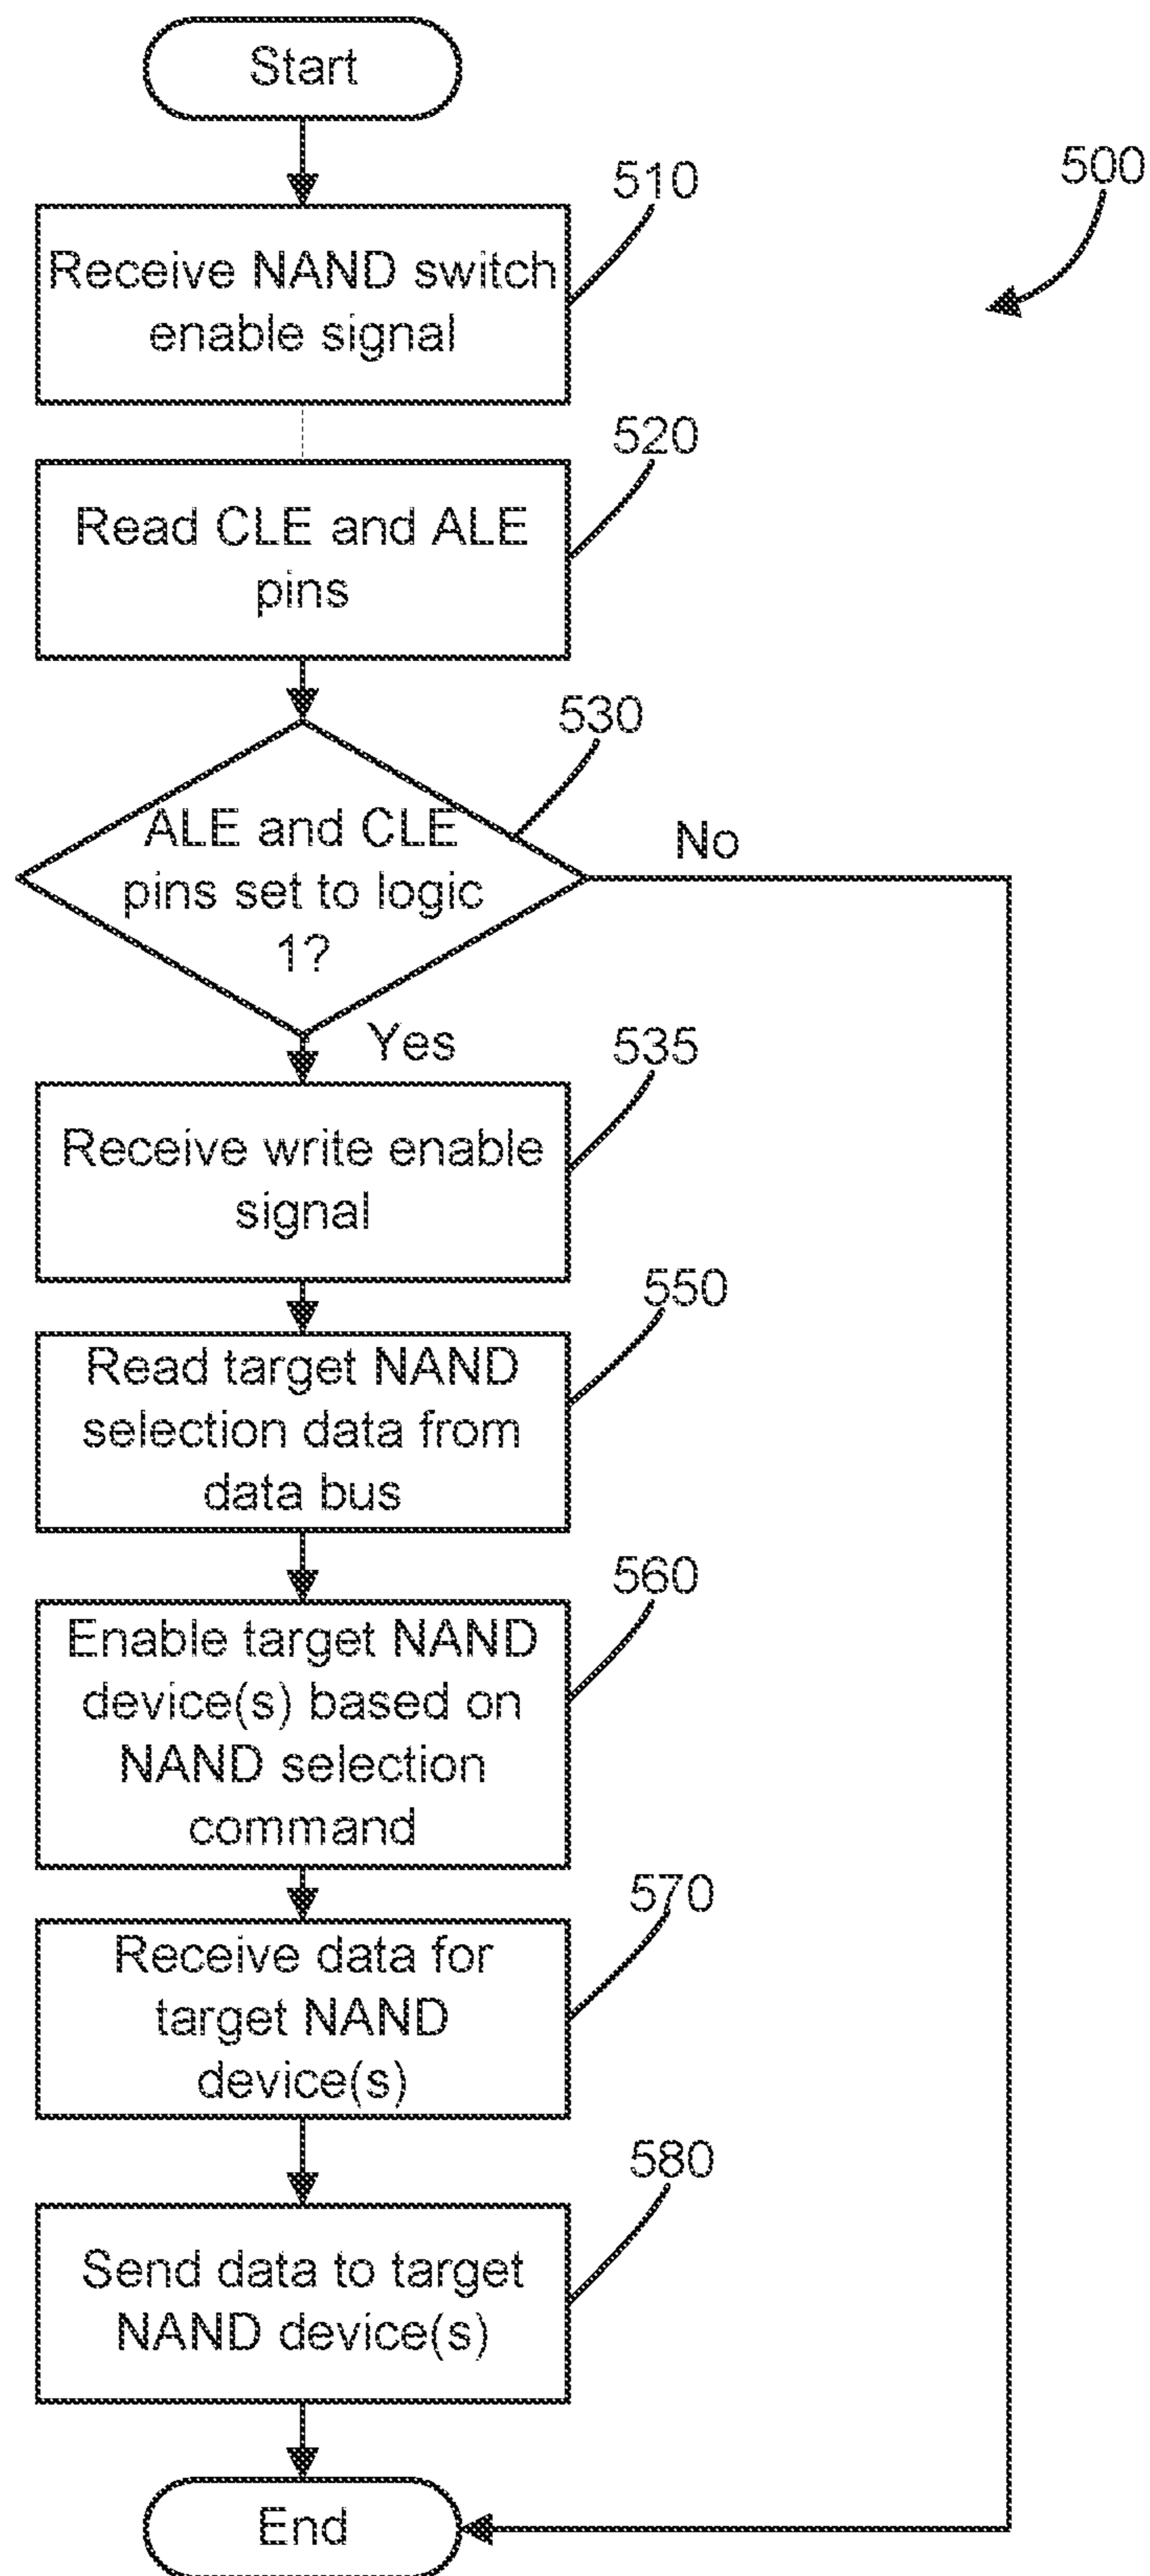 Start
510
500
Receive NAND switch
enable signal
520
Read CLE and ALE
pins
530
ALE and CLE
pins set to logic
1?
No
Yes
535
Receive write enable
signal
550
Read target NAND
selection data from
data bus
560
Enable target NAND
device(s) based on
NAND selection
command
570
Receive data for
target NAND
device(s)
580
Send data to target
NAND device(s)
End